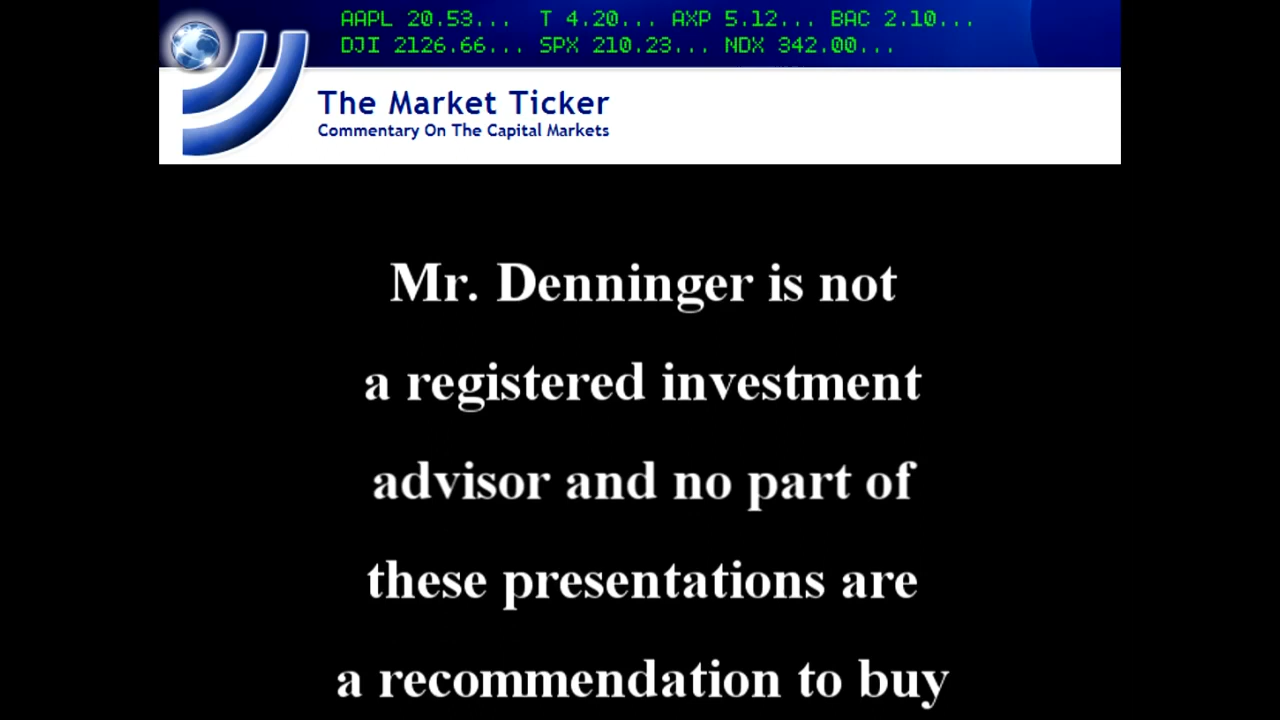 AAPL 20.53... T 4.20... AXP 5.12... BAC 2.10...
DJI 2126.66... SPX 210.23... NDX 342.00...
The Market Ticker
Commentary On The Capital Markets
Mr. Denninger is not
a registered investment
advisor and no part of
these presentations are
a recommendation to buy